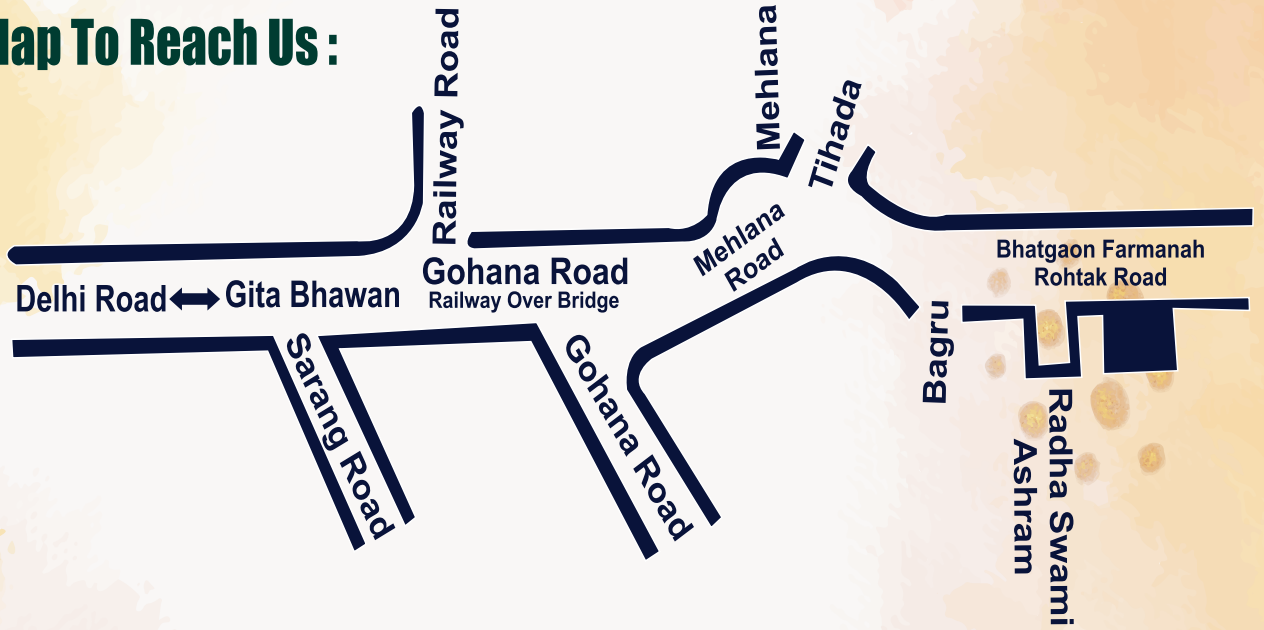 Map To Reach Us :
Railway Road
Mehlana
Tihada
Mehlana
Road
Bhatgaon Farmanah
Rohtak Road
Gohana Road
Railway Over Bridge
Delhi Road
Gita Bhawan
Sarang Road
Gohana Road
Bagru
Radha Swami
Ashram